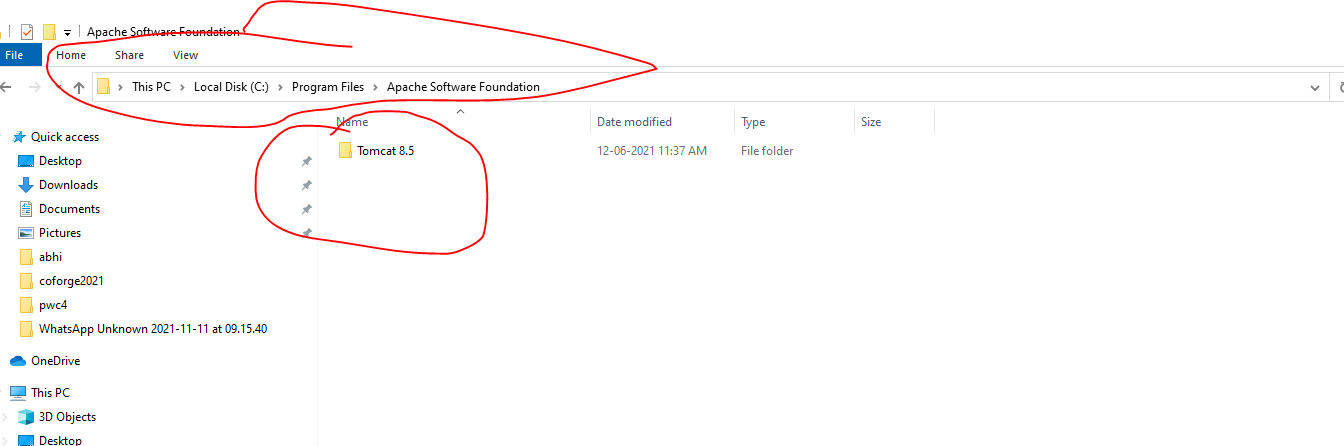 Apache Software Foundation
File Home Share View
This PC Local Disk (C:) Program Files Apache Software Foundation
Name Date modified Type Size
Quick access
Tomcat 8.5 12-06-2021 11:37 AM File folder
Desktop
Downloads
Documents
Pictures
abhi
coforge2021
pwc4
WhatsApp Unknown 2021-11-11 at 09.15.40
OneDrive
This PC
3D Objects
Desktop